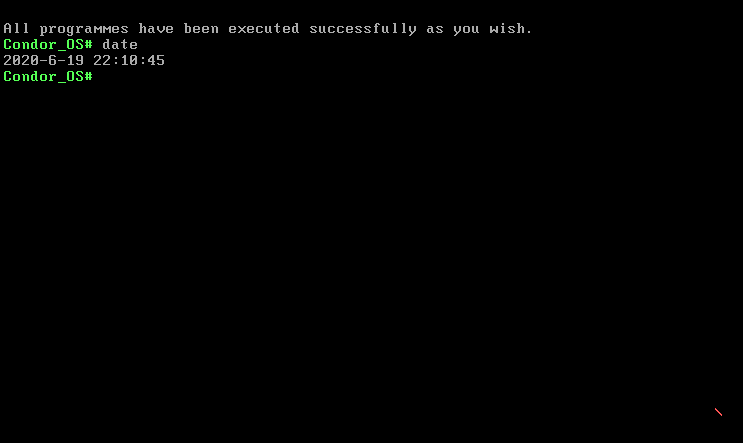 All programmes have been executed successfully as you wish.
Condor_OS# date
2020-6-19 22:10:45
Condor_OS#
\